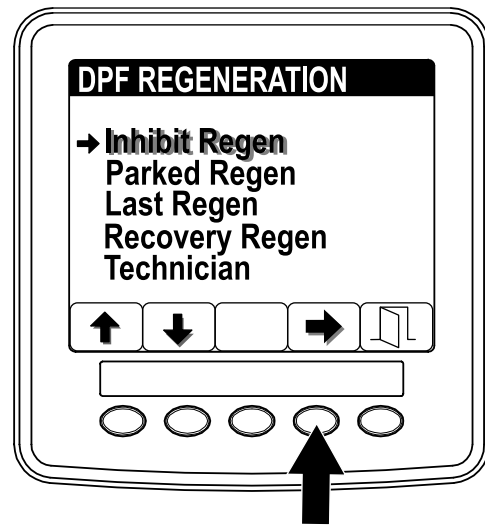 DPF REGENERATION
Inhibit Regen
Parked Regen
Last Regen
Recovery Regen
Technician